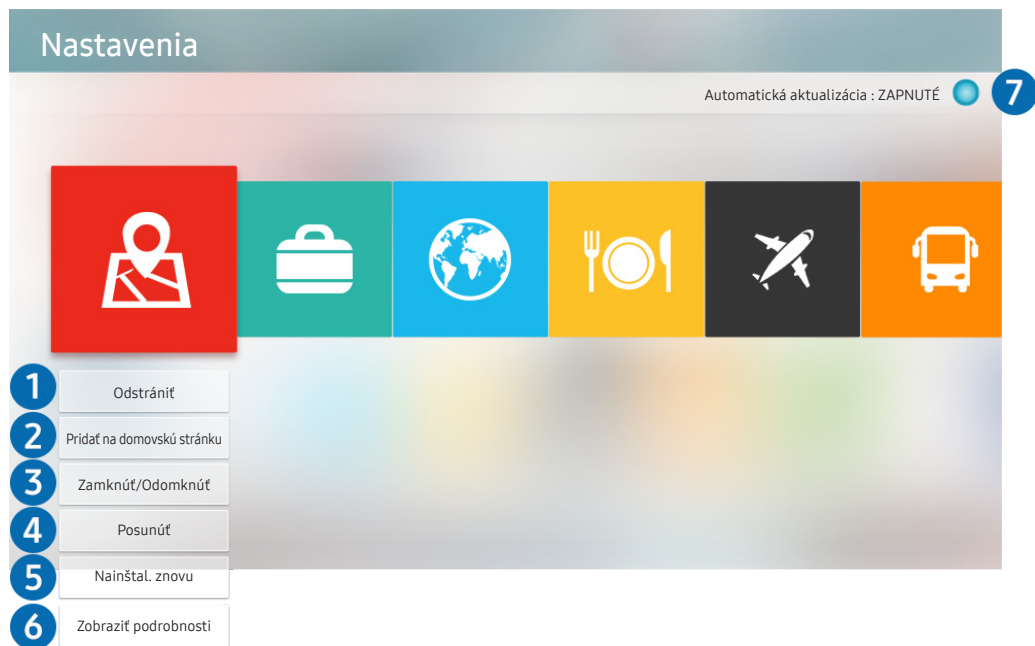 Nastavenia
Automatická aktualizácia : ZAPNUTÉ
7
1
Odstrániť
2
Pridať na domovskú stránku
3
Zamknúť/Odomknúť
4
Posunúť
5
Nainštal. znovu
6
Zobraziť podrobnosti